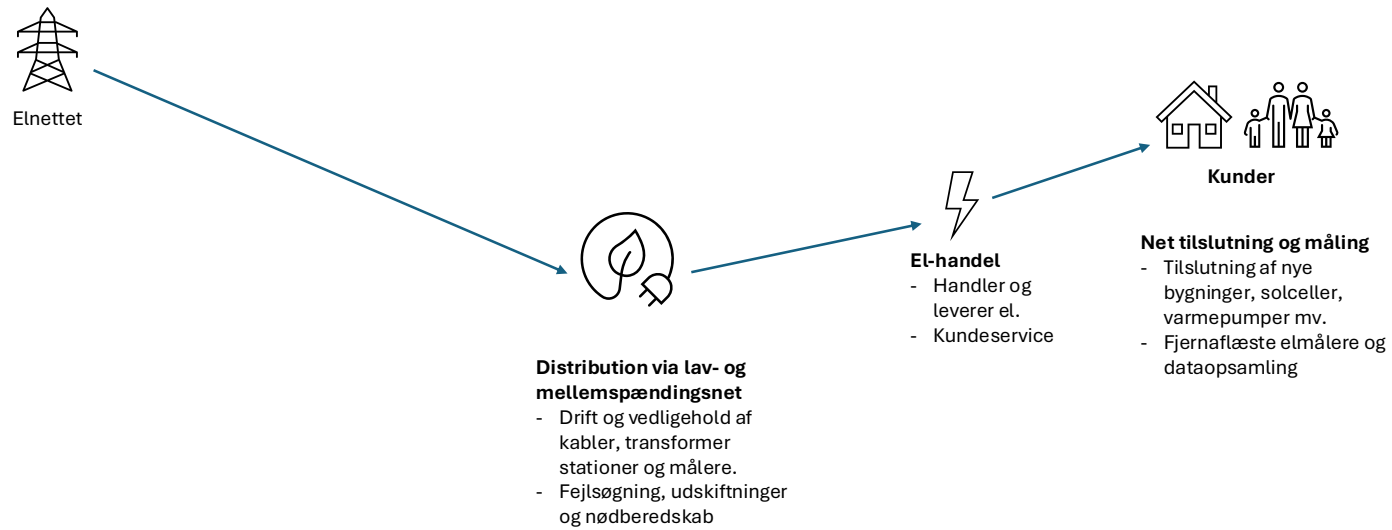 Elnettet
Distribution via lav- og
mellemspændingsnet
- Drift og vedligehold af
kabler, transformer
stationer og målere.
- Fejlsøgning, udskiftninger
og nødberedskab
El-handel
- Handler og
leverer el.
- Kundeservice
Kunder
Net tilslutning og måling
- Tilslutning af nye
bygninger, solceller,
varmepumper mv.
- Fjernaflæste elmålere og
dataopsamling